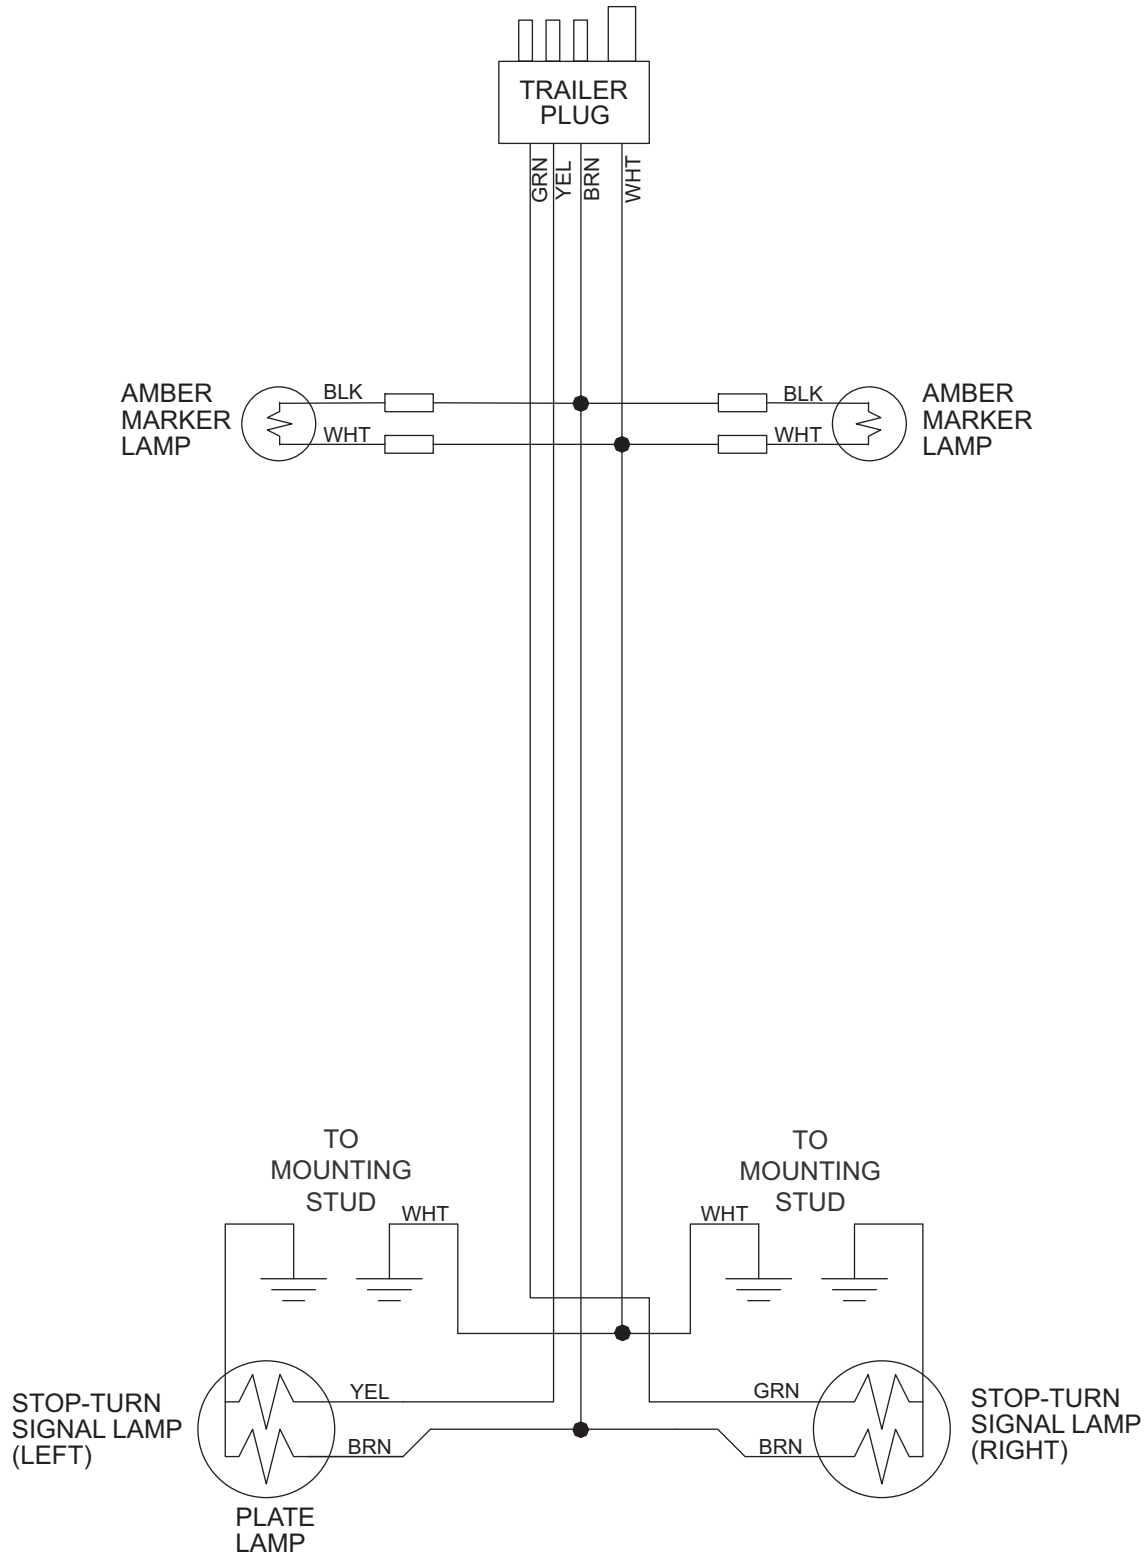 TRAILER
PLUG
GRN
YEL
BRN
WHT
AMBER
MARKER
LAMP
BLK
WHT
BLK
WHT
AMBER
MARKER
LAMP
TO
MOUNTING
STUD
TO
MOUNTING
STUD
WHT
WHT
STOP-TURN
SIGNAL LAMP
(LEFT)
YEL
BRN
GRN
BRN
STOP-TURN
SIGNAL LAMP
(RIGHT)
PLATE
LAMP